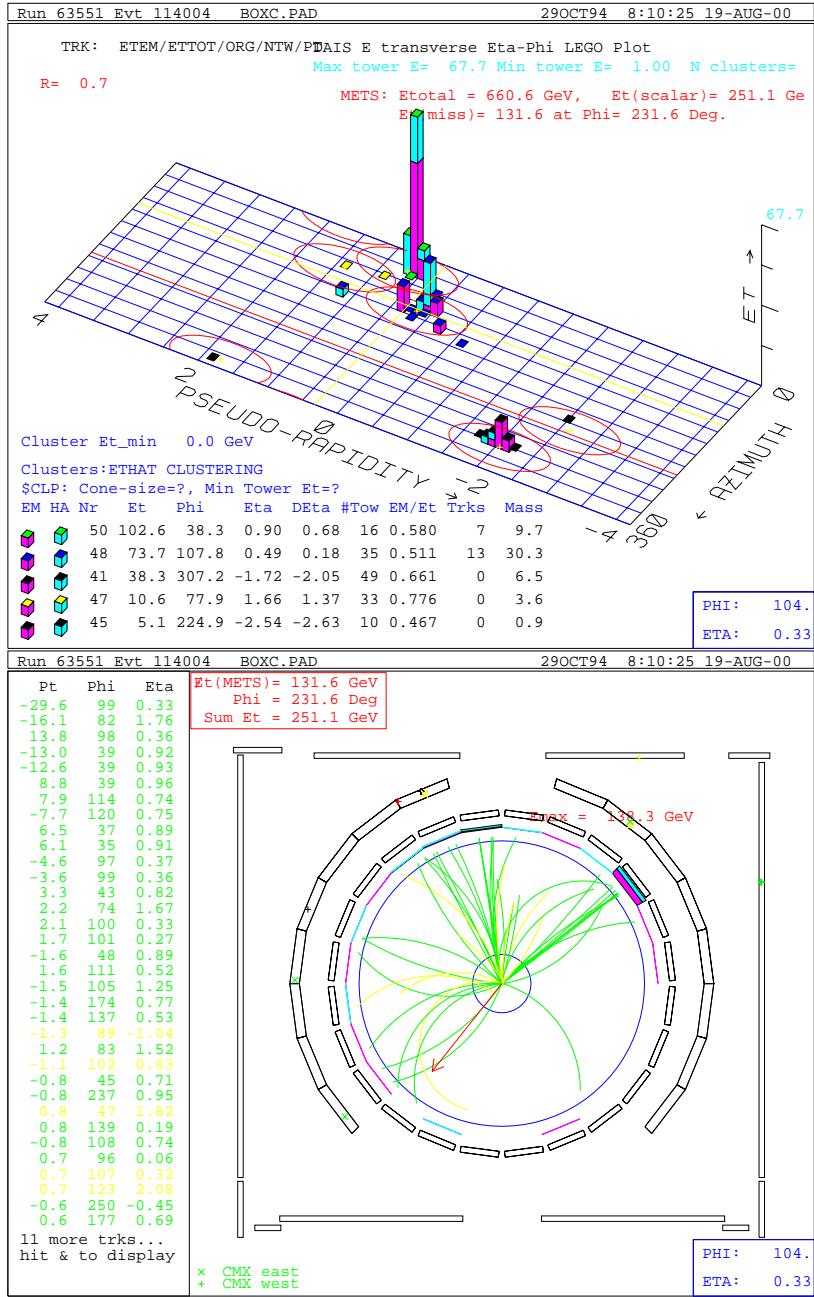 Run 63551 Evt 114004 BOXC.PAD 29OCT94 8:10:25 19-AUG-00
TRK: ETEM/ETTOT/ORG/NTW/PT
DAIS E transverse Eta-Phi LEGO Plot
Max tower E= 67.7 Min tower E= 1.00 N clusters=
R= 0.7
METS: Etotal = 660.6 GeV, Et(scalar)= 251.1 Ge
Et(miss)= 131.6 at Phi= 231.6 Deg.
67.7
ET →
4
2
0
-2
-4
PSEUDO-RAPIDITY →
360
0
← AZIMUTH
Cluster Et_min 0.0 GeV
Clusters:ETHAT CLUSTERING
$CLP: Cone-size=?, Min Tower Et=?
EM HA Nr Et Phi Eta DEta #Tow EM/Et Trks Mass
50 102.6 38.3 0.90 0.68 16 0.580 7 9.7
48 73.7 107.8 0.49 0.18 35 0.511 13 30.3
41 38.3 307.2 -1.72 -2.05 49 0.661 0 6.5
47 10.6 77.9 1.66 1.37 33 0.776 0 3.6
45 5.1 224.9 -2.54 -2.63 10 0.467 0 0.9
PHI: 104.
ETA: 0.33
Run 63551 Evt 114004 BOXC.PAD 29OCT94 8:10:25 19-AUG-00
Pt Phi Eta
-29.6 99 0.33
-16.1 82 1.76
13.8 98 0.36
-13.0 39 0.92
-12.6 39 0.93
8.8 39 0.96
7.9 114 0.74
-7.7 120 0.75
6.5 37 0.89
6.1 35 0.91
-4.6 97 0.37
-3.6 99 0.36
3.3 43 0.82
2.2 74 1.67
2.1 100 0.33
1.7 101 0.27
-1.6 48 0.89
1.6 111 0.52
-1.5 105 1.25
-1.4 174 0.77
-1.4 137 0.53
-1.3 89 -1.04
1.2 83 1.52
-1.1 102 0.83
-0.8 45 0.71
-0.8 237 0.95
0.8 47 1.82
0.8 139 0.19
-0.8 108 0.74
0.7 96 0.06
0.7 107 0.32
0.7 123 2.08
-0.6 250 -0.45
0.6 177 0.69
11 more trks...
hit & to display
Et(METS)= 131.6 GeV
Phi = 231.6 Deg
Sum Et = 251.1 GeV
Emax = 138.3 GeV
× CMX east
+ CMX west
PHI: 104.
ETA: 0.33